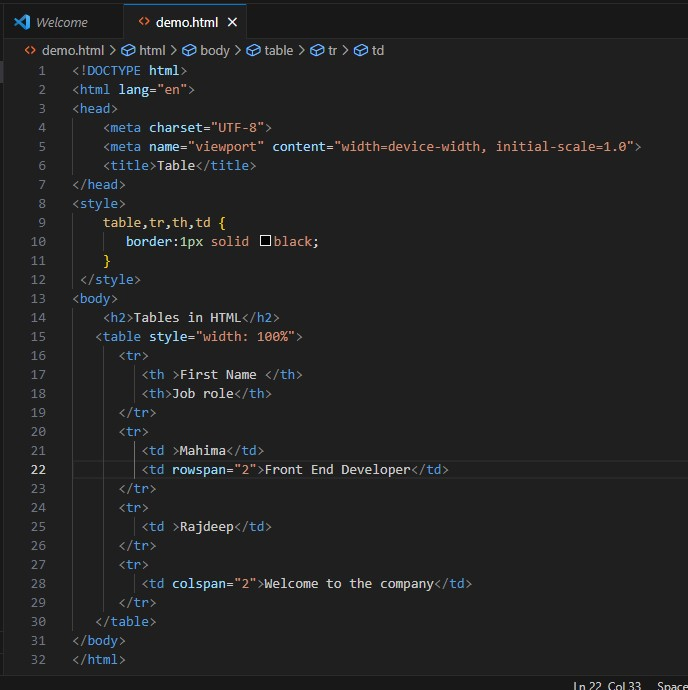 Welcome
demo.html
demo.html > html > body > table > tr > td
1 <!DOCTYPE html>
2 <html lang="en">
3 <head>
4     <meta charset="UTF-8">
5     <meta name="viewport" content="width=device-width, initial-scale=1.0">
6     <title>Table</title>
7 </head>
8 <style>
9     table,tr,th,td {
10        border:1px solid black;
11     }
12  </style>
13 <body>
14     <h2>Tables in HTML</h2>
15    <table style="width: 100%">
16       <tr>
17          <th >First Name </th>
18          <th>Job role</th>
19       </tr>
20       <tr>
21          <td >Mahima</td>
22          <td rowspan="2">Front End Developer</td>
23       </tr>
24       <tr>
25          <td >Rajdeep</td>
26       </tr>
27       <tr>
28          <td colspan="2">Welcome to the company</td>
29       </tr>
30    </table>
31 </body>
32 </html>
Ln 22, Col 33 Space